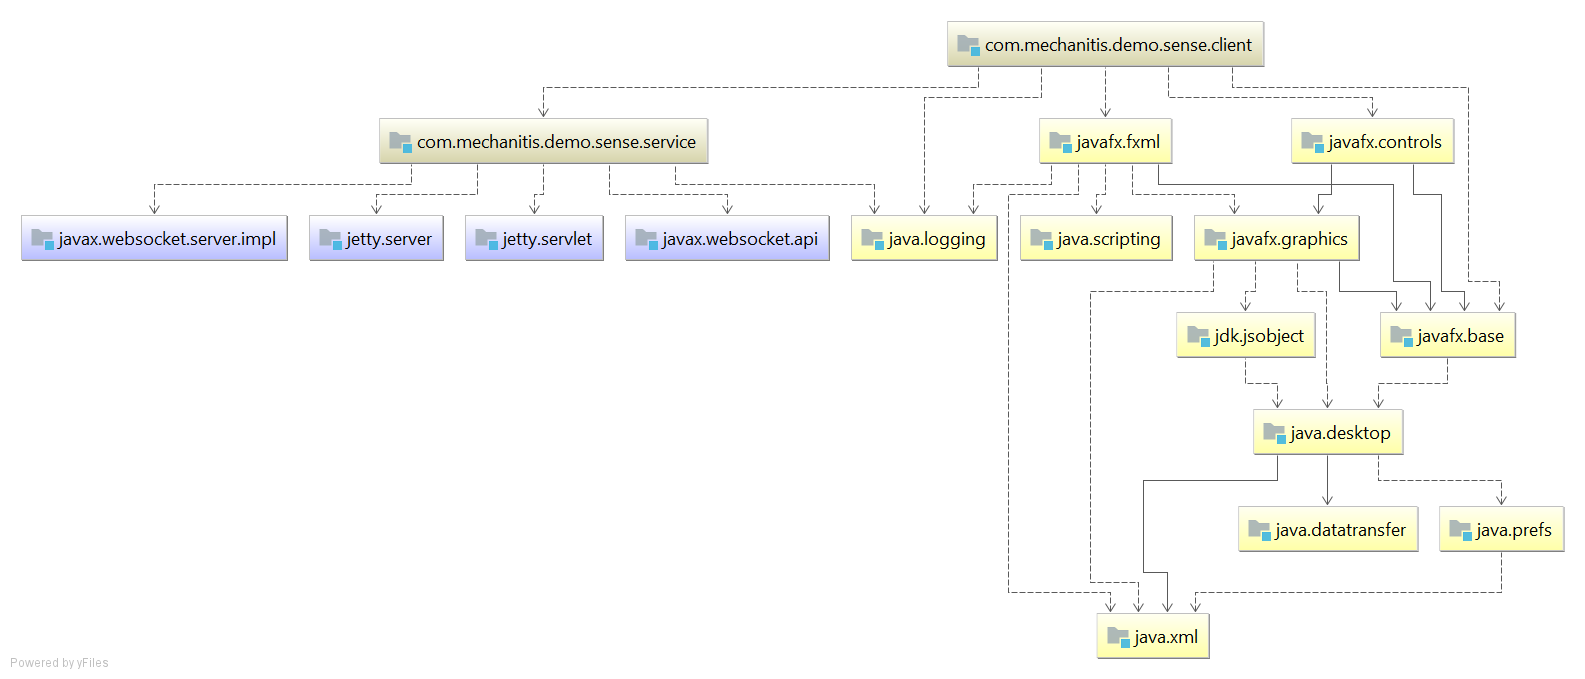 com.mechanitis.demo.sense.client
com.mechanitis.demo.sense.service
javafx.fxml
javafx.controls
javax.websocket.server.impl
jetty.server
jetty.servlet
javax.websocket.api
java.logging
java.scripting
javafx.graphics
jdk.jsobject
javafx.base
java.desktop
java.datatransfer
java.prefs
java.xml
Powered by yFiles